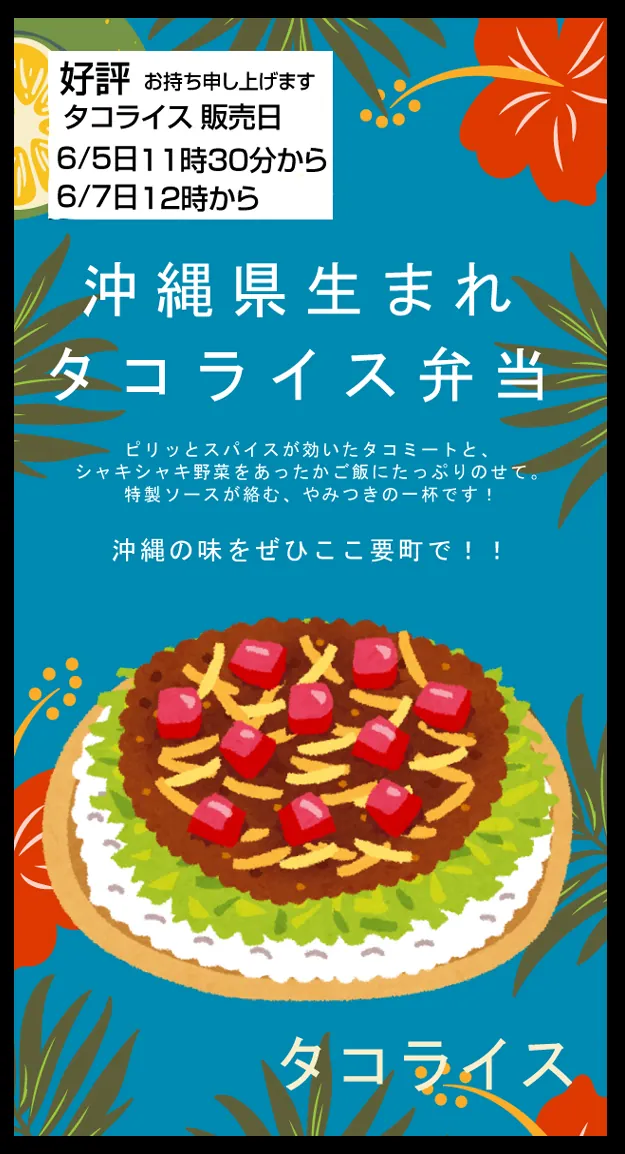 好評 お持ち申し上げます
タコライス 販売日
6/5日11時30分から
6/7日12時から
沖縄県生まれ
タコライス弁当
ピリッとスパイスが効いたタコミートと、
シャキシャキ野菜をあったかご飯にたっぷりのせて。
特製ソースが絡む、やみつきの一杯です！
沖縄の味をぜひここ要町で！！
タコライス